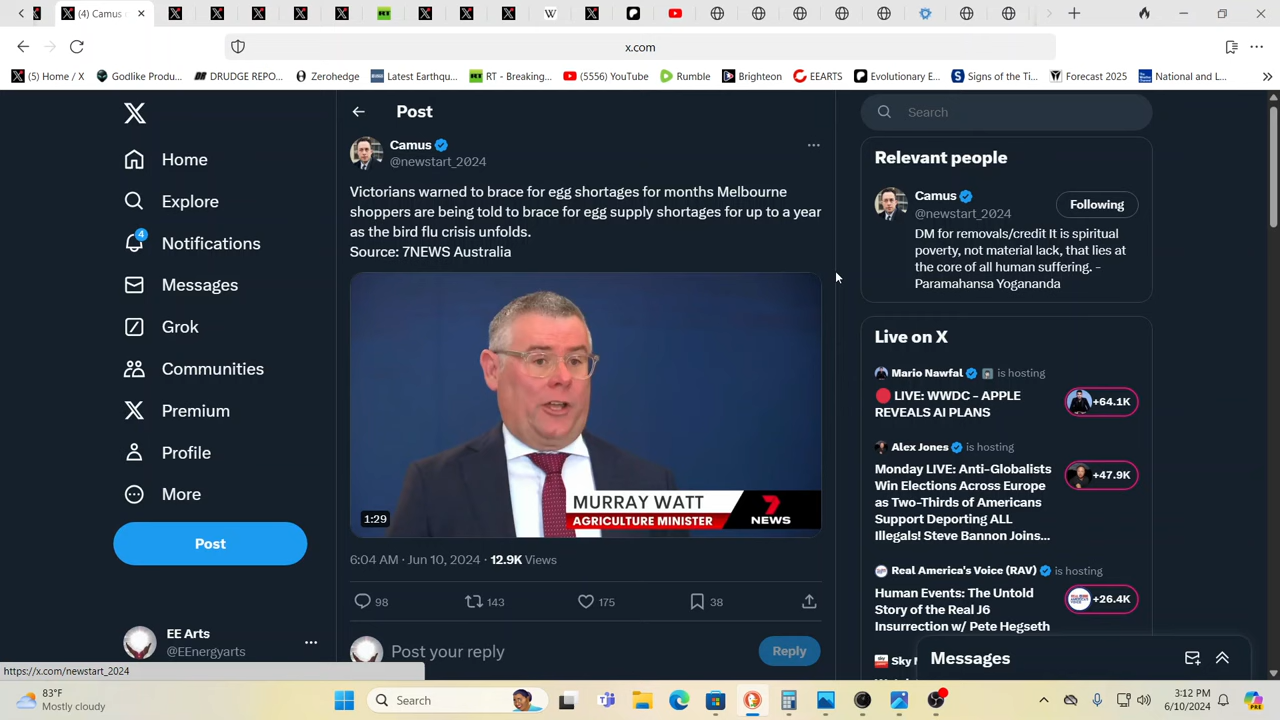 (4) Camus
x.com
(5) Home / X
Godlike Produ...
DRUDGE REPO...
Zerohedge
Latest Earthqu...
RT - Breaking...
(5556) YouTube
Rumble
Brighteon
EEARTS
Evolutionary E...
Signs of the Ti...
Forecast 2025
National and L...
Home
Explore
4
Notifications
Messages
Grok
Communities
Premium
Profile
More
Post
EE Arts
@EEnergyarts
https://x.com/newstart_2024
Post
Camus
@newstart_2024
Victorians warned to brace for egg shortages for months Melbourne
shoppers are being told to brace for egg supply shortages for up to a year
as the bird flu crisis unfolds.
Source: 7NEWS Australia
MURRAY WATT
AGRICULTURE MINISTER
7
NEWS
1:29
6:04 AM · Jun 10, 2024 · 12.9K Views
98
143
175
38
Post your reply
Reply
Search
Relevant people
Camus
@newstart_2024
Following
DM for removals/credit It is spiritual
poverty, not material lack, that lies at
the core of all human suffering. -
Paramahansa Yogananda
Live on X
Mario Nawfal is hosting
LIVE: WWDC - APPLE
REVEALS AI PLANS
+64.1K
Alex Jones is hosting
Monday LIVE: Anti-Globalists
Win Elections Across Europe
as Two-Thirds of Americans
Support Deporting ALL
Illegals! Steve Bannon Joins...
+47.9K
Real America's Voice (RAV) is hosting
Human Events: The Untold
Story of the Real J6
Insurrection w/ Pete Hegseth
+26.4K
Messages
83°F
Mostly cloudy
Search
3:12 PM
6/10/2024